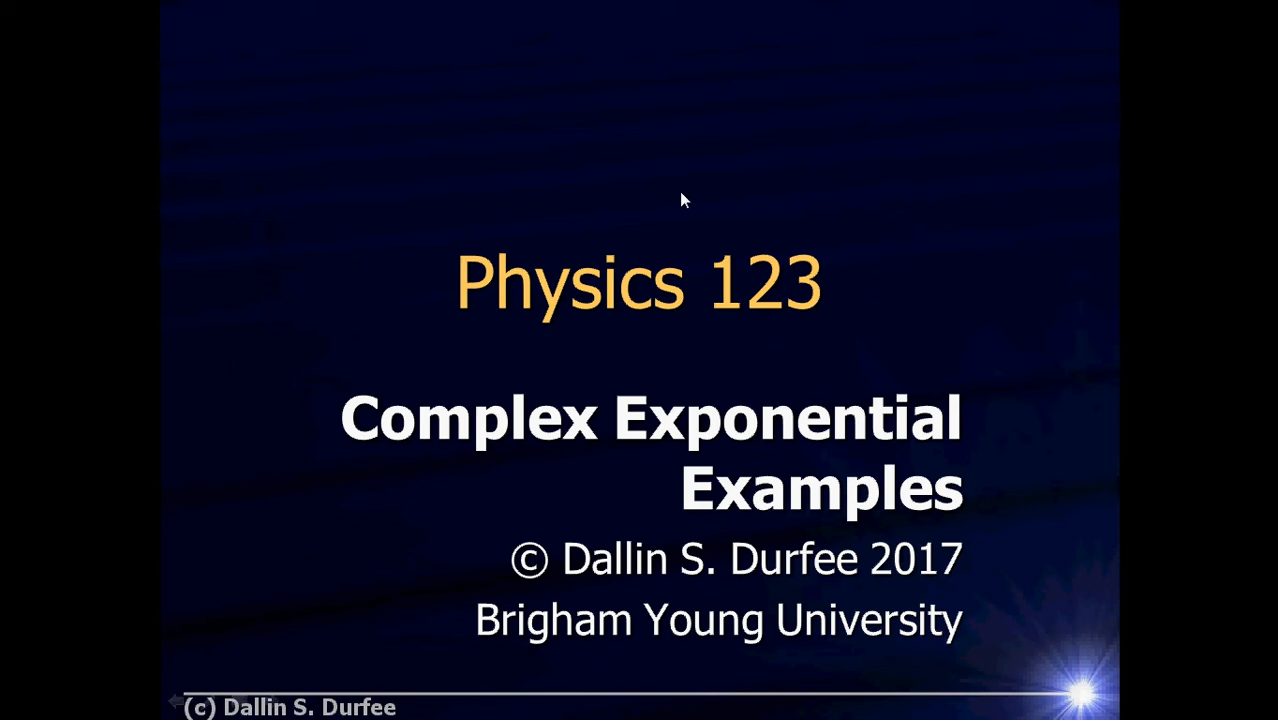 Physics 123
Complex Exponential
Examples
© Dallin S. Durfee 2017
Brigham Young University
(c) Dallin S. Durfee